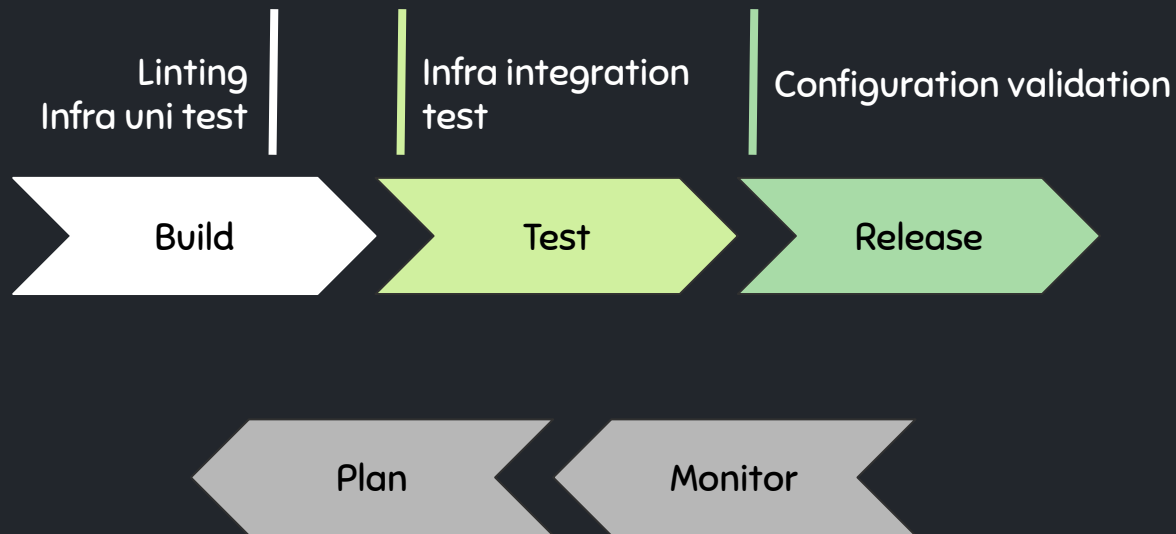 Linting
Infra uni test
Infra integration
test
Configuration validation
Build
Test
Release
Plan
Monitor